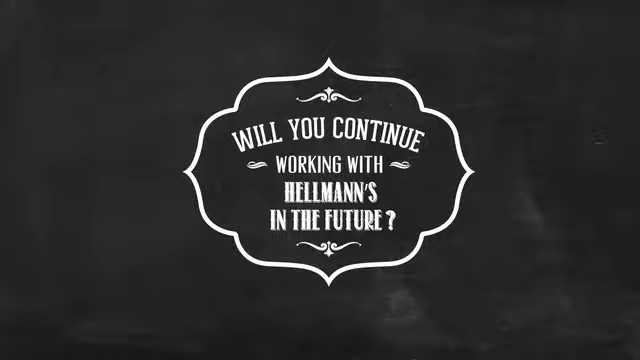 WILL YOU CONTINUE
WORKING WITH
HELLMANN'S
IN THE FUTURE?